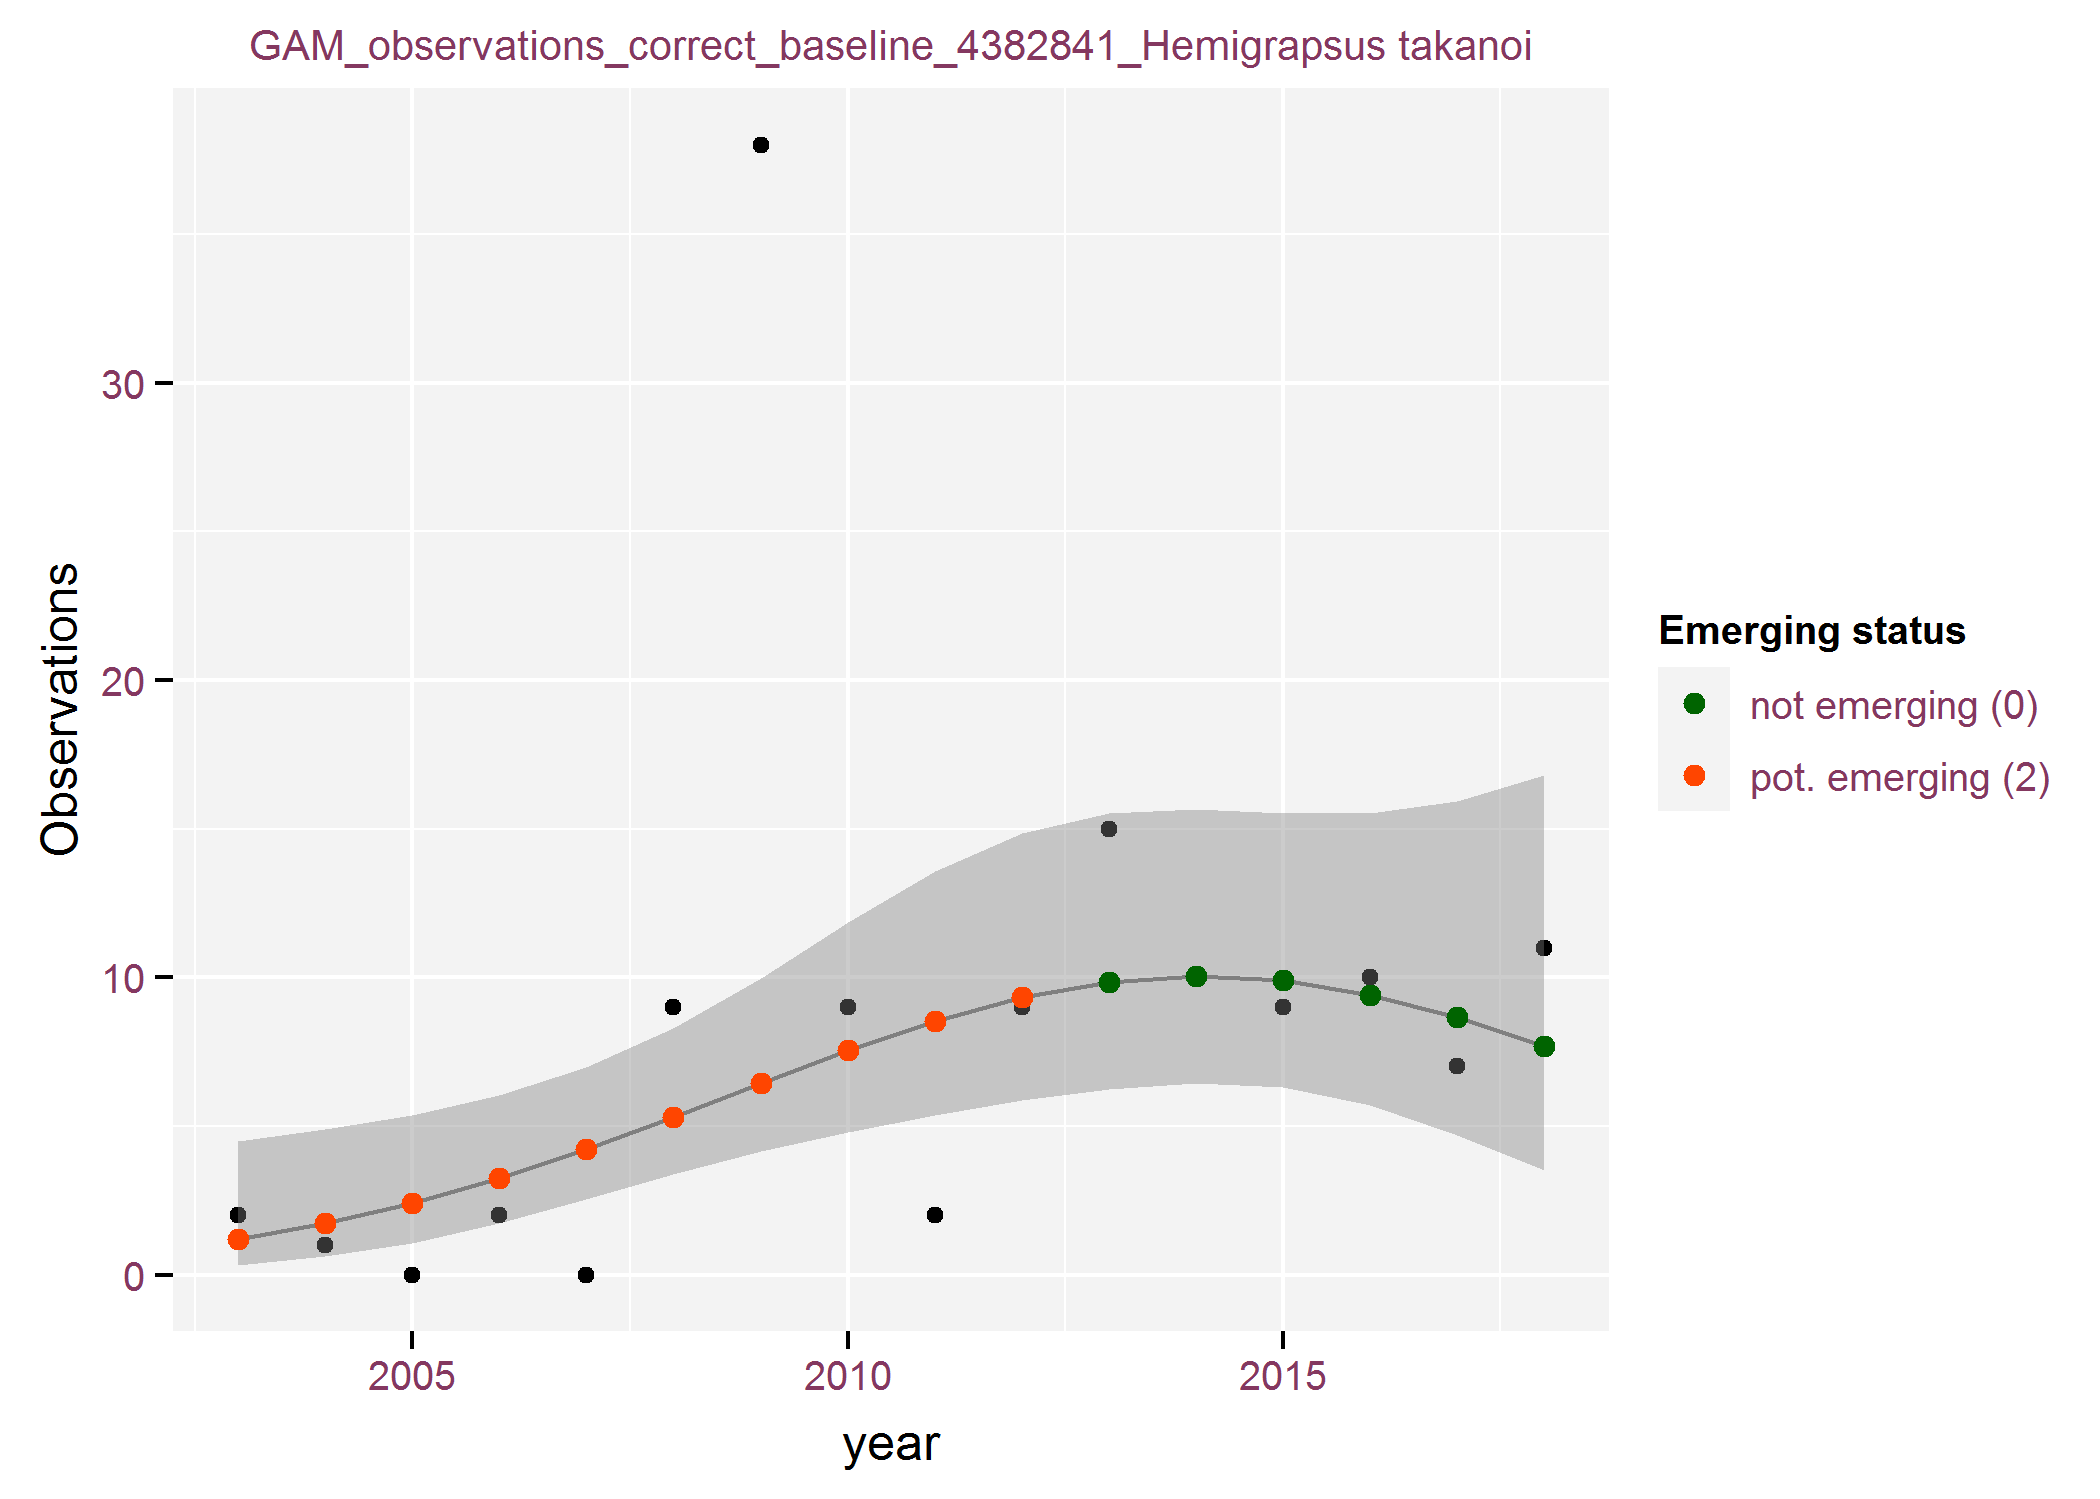 GAM_observations_correct_baseline_4382841_Hemigrapsus takanoi
30
20
10
0
Observations
2005 2010 2015
year
Emerging status
not emerging (0)
pot. emerging (2)